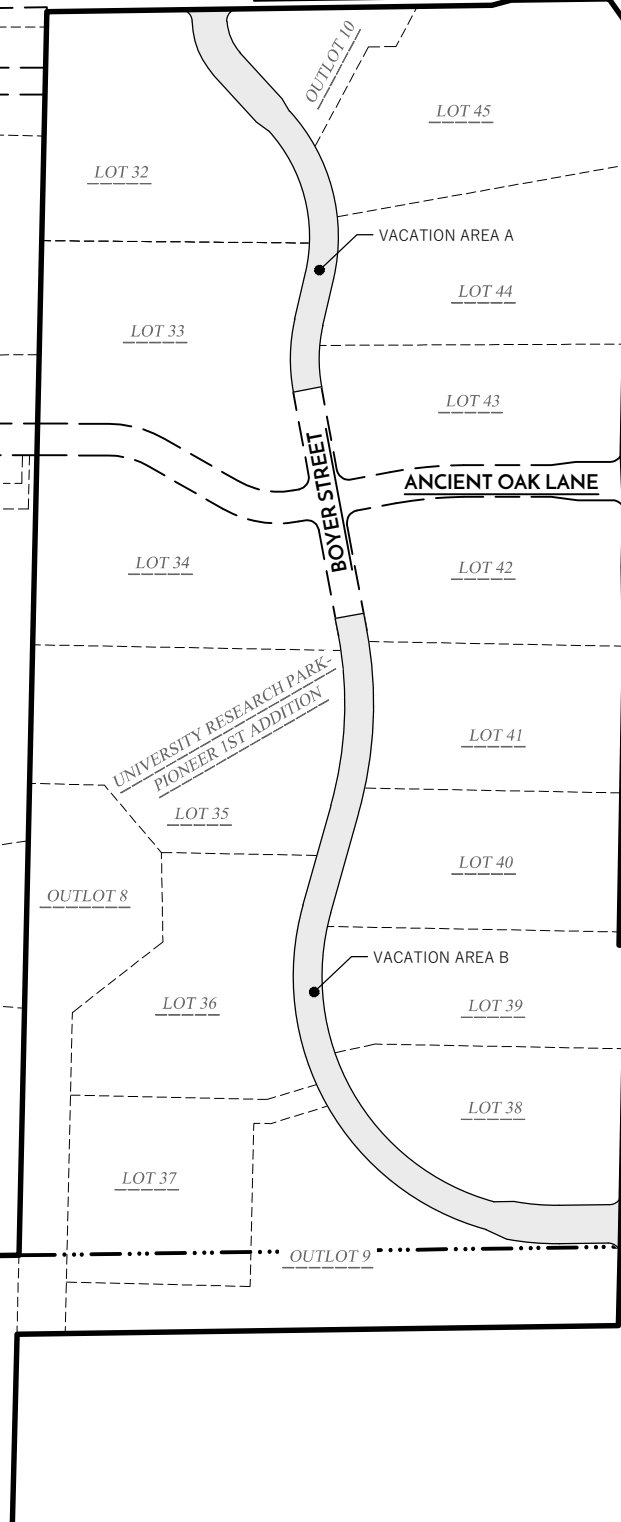 OUTLOT 10
LOT 45
LOT 32
VACATION AREA A
LOT 44
LOT 33
LOT 43
BOYER STREET
ANCIENT OAK LANE
LOT 34
LOT 42
UNIVERSITY RESEARCH PARK-
PIONEER 1ST ADDITION
LOT 41
LOT 35
LOT 40
OUTLOT 8
VACATION AREA B
LOT 36
LOT 39
LOT 38
LOT 37
OUTLOT 9